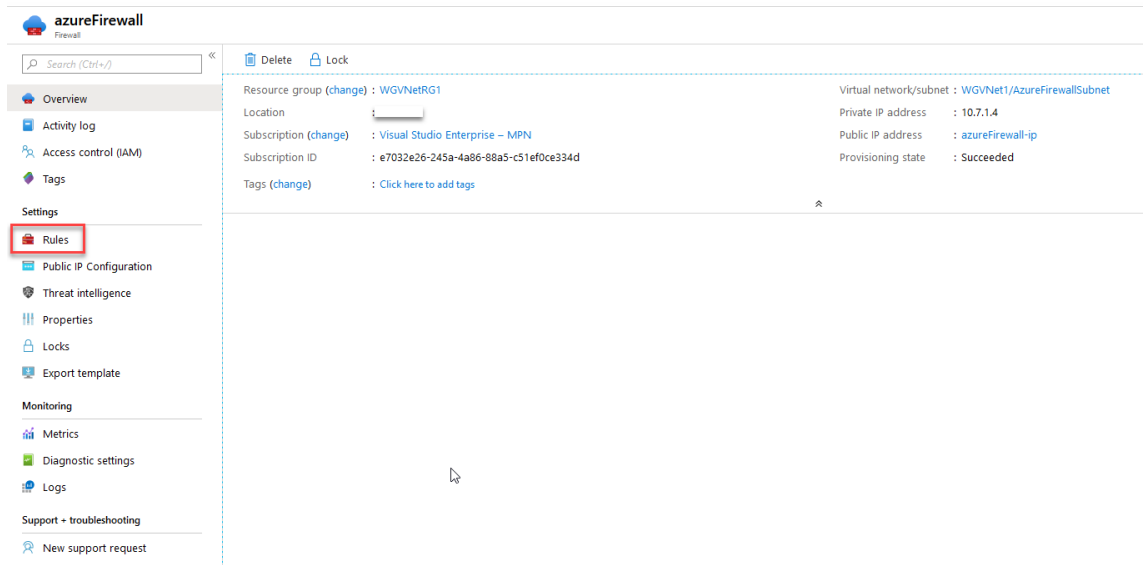 azureFirewall
Firewall
Search (Ctrl+/)
«
Overview
Activity log
Access control (IAM)
Tags
Settings
Rules
Public IP Configuration
Threat intelligence
Properties
Locks
Export template
Monitoring
Metrics
Diagnostic settings
Logs
Support + troubleshooting
New support request
Delete Lock
Resource group (change) : WGVNetRG1
Location :
Subscription (change) : Visual Studio Enterprise – MPN
Subscription ID : e7032e26-245a-4a86-88a5-c51ef0ce334d
Tags (change) : Click here to add tags
Virtual network/subnet : WGVNet1/AzureFirewallSubnet
Private IP address : 10.7.1.4
Public IP address : azureFirewall-ip
Provisioning state : Succeeded